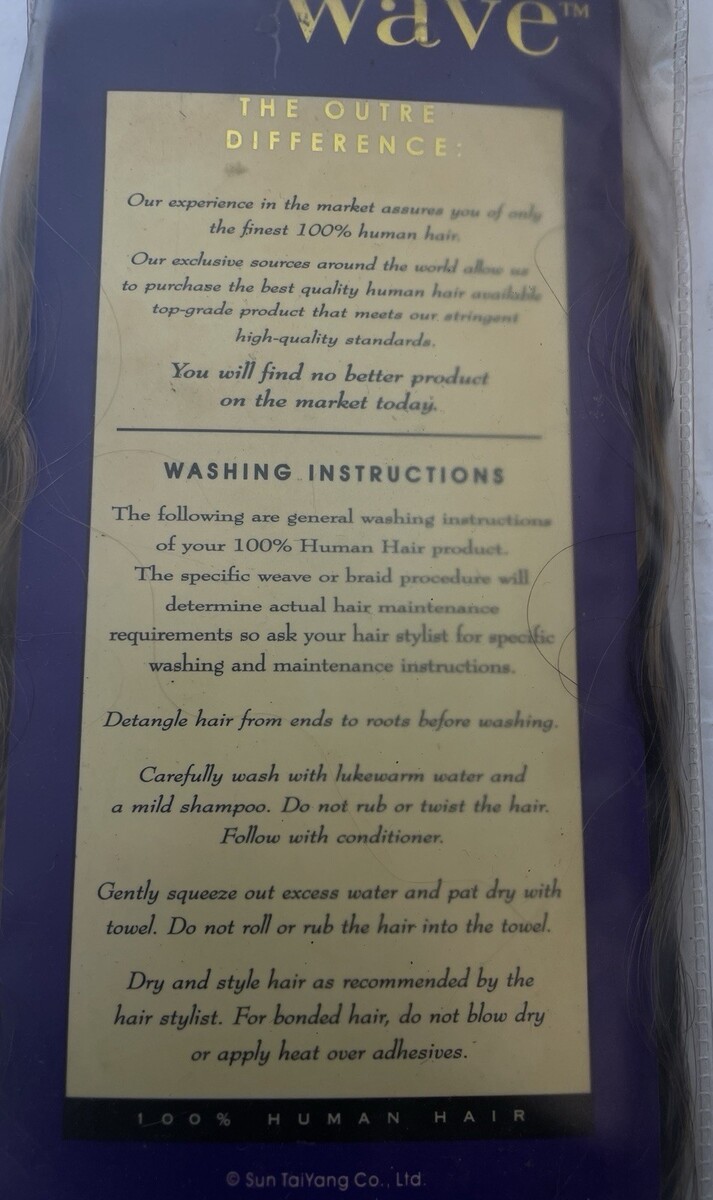 wave™
THE OUTRE
DIFFERENCE:
Our experience in the market assures you of only
the finest 100% human hair.
Our exclusive sources around the world allow us
to purchase the best quality human hair available
top-grade product that meets our stringent
high-quality standards.
You will find no better product
on the market today.
WASHING INSTRUCTIONS
The following are general washing instructions
of your 100% Human Hair product.
The specific weave or braid procedure will
determine actual hair maintenance
requirements so ask your hair stylist for specific
washing and maintenance instructions.
Detangle hair from ends to roots before washing.
Carefully wash with lukewarm water and
a mild shampoo. Do not rub or twist the hair.
Follow with conditioner.
Gently squeeze out excess water and pat dry with
towel. Do not roll or rub the hair into the towel.
Dry and style hair as recommended by the
hair stylist. For bonded hair, do not blow dry
or apply heat over adhesives.
100% HUMAN HAIR
© Sun TaiYang Co., Ltd.